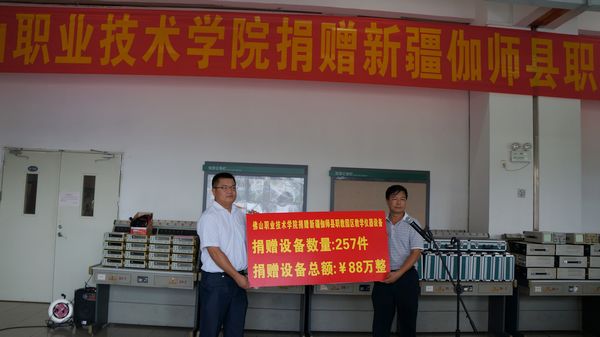 山职业技术学院捐赠新疆伽师县职
佛山职业技术学院捐赠新疆伽师县职教园区教学仪器设备
捐赠设备数量:257件
捐赠设备总额:￥88万整